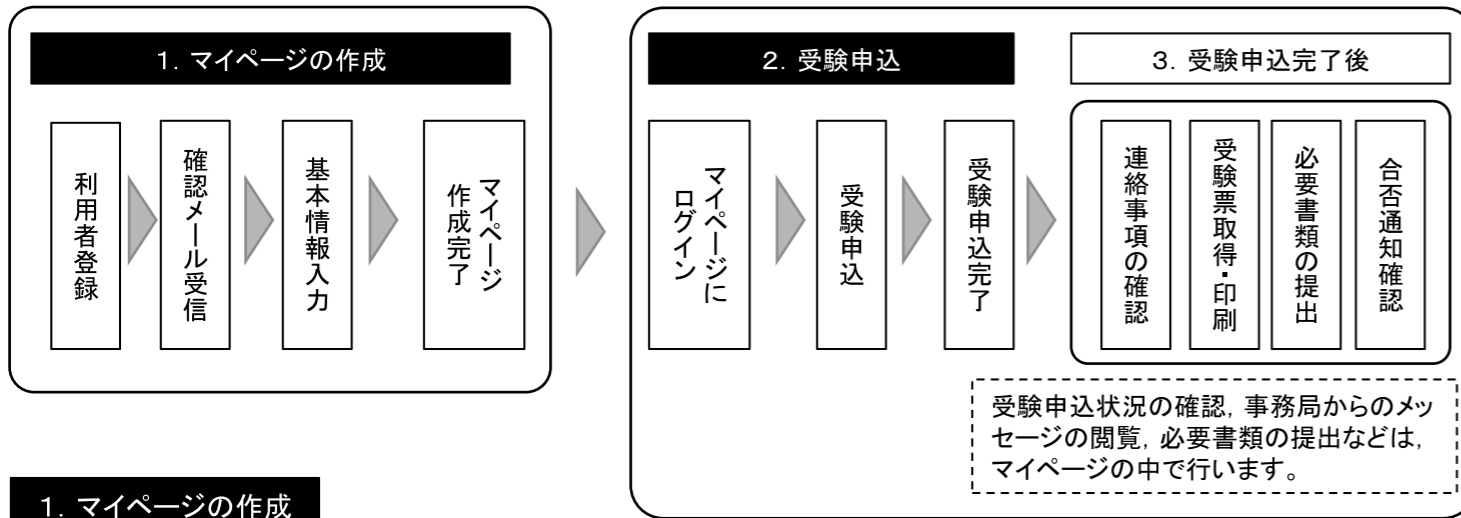 1．マイページの作成
利用者登録
確認メール受信
基本情報入力
マイページ
作成完了
2．受験申込
マイページに
ログイン
受験申込
受験申込完了
3．受験申込完了後
連絡事項の確認
受験票取得・印刷
必要書類の提出
合否通知確認
受験申込状況の確認，事務局からのメッ
セージの閲覧，必要書類の提出などは，
マイページの中で行います。
1．マイページの作成